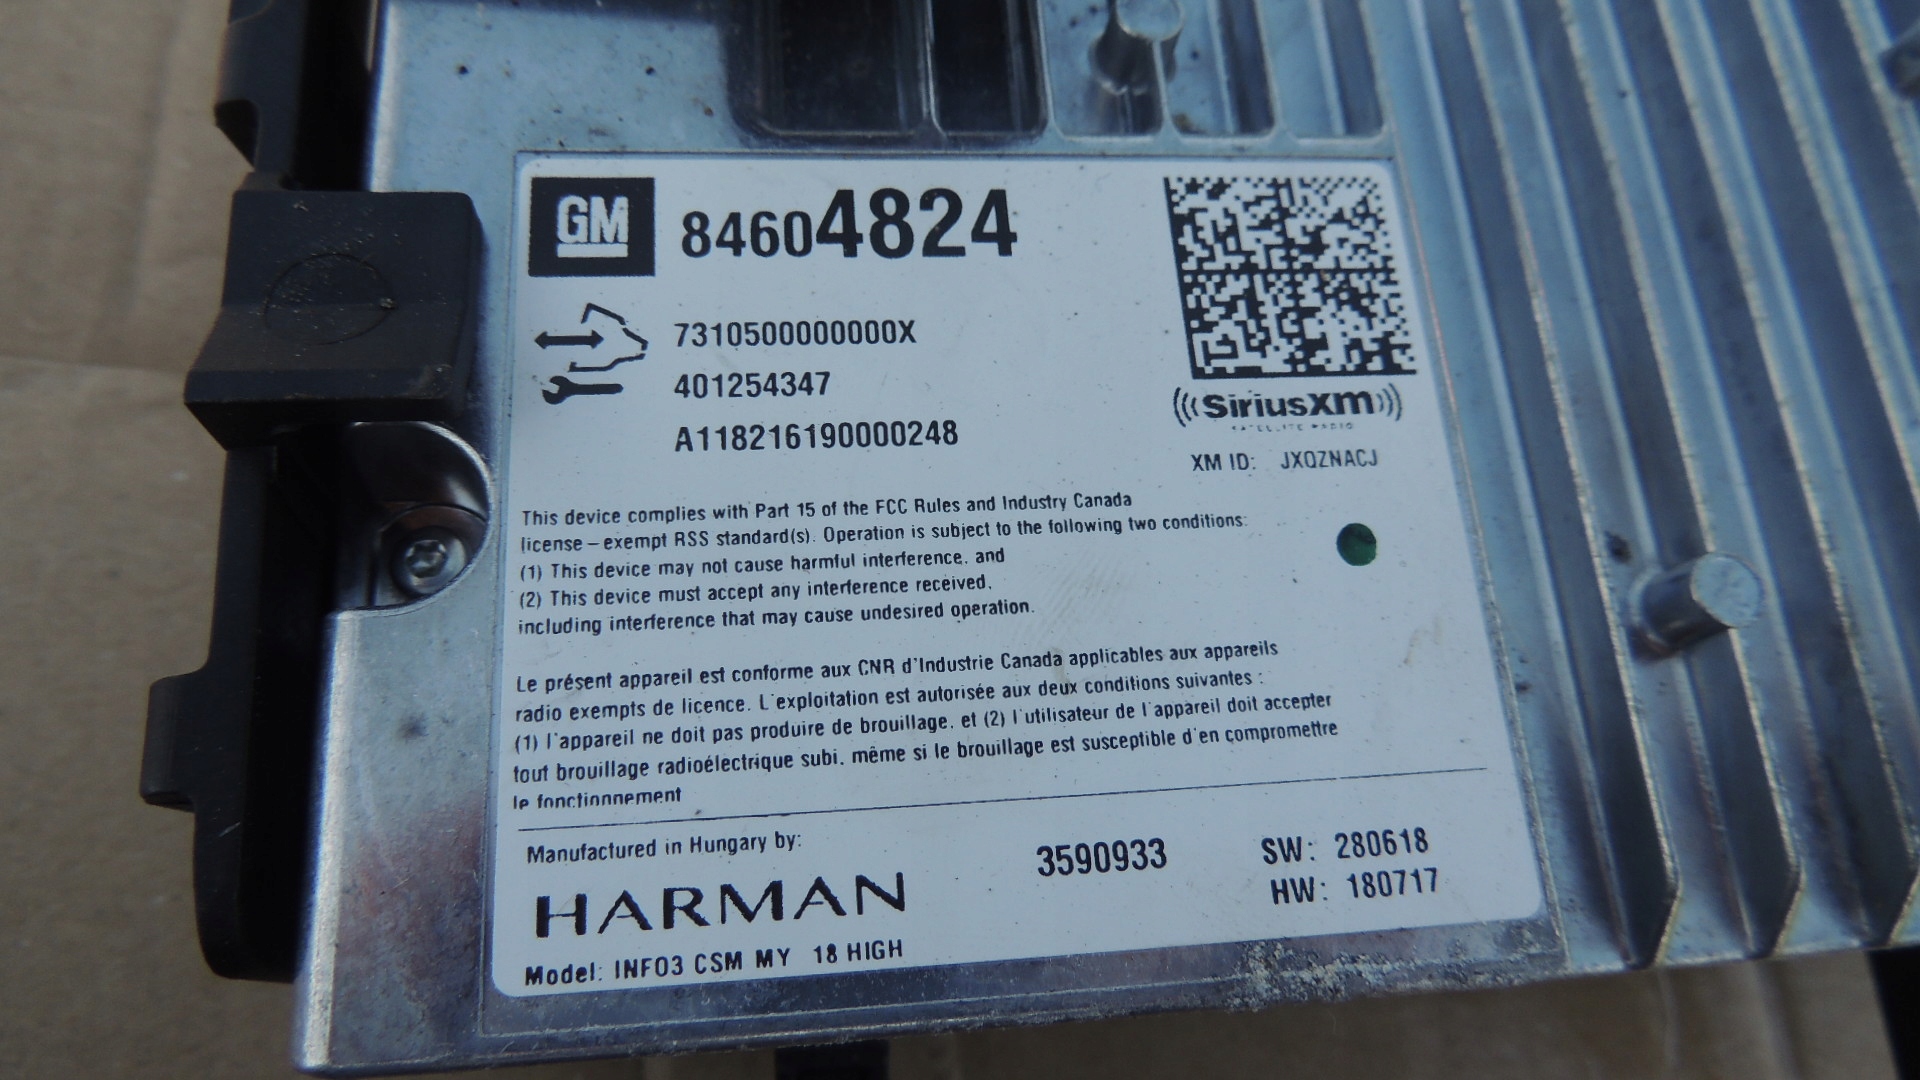 GM 84604824
7310500000000X
401254347
A118216190000248
SiriusXm
SATELLITE RADIO
XM ID: JXQZNACJ
This device complies with Part 15 of the FCC Rules and Industry Canada
license-exempt RSS standard(s). Operation is subject to the following two conditions:
(1) This device may not cause harmful interference, and
(2) This device must accept any interference received,
including interference that may cause undesired operation.
Le présent appareil est conforme aux CNR d'Industrie Canada applicables aux appareils
radio exempts de licence. L'exploitation est autorisée aux deux conditions suivantes :
(1) l'appareil ne doit pas produire de brouillage, et (2) l'utilisateur de l'appareil doit accepter
tout brouillage radioélectrique subi, même si le brouillage est susceptible d'en compromettre
le fonctionnnement
Manufactured in Hungary by:
HARMAN
3590933
SW: 280618
HW: 180717
Model: INFO3 CSM MY 18 HIGH